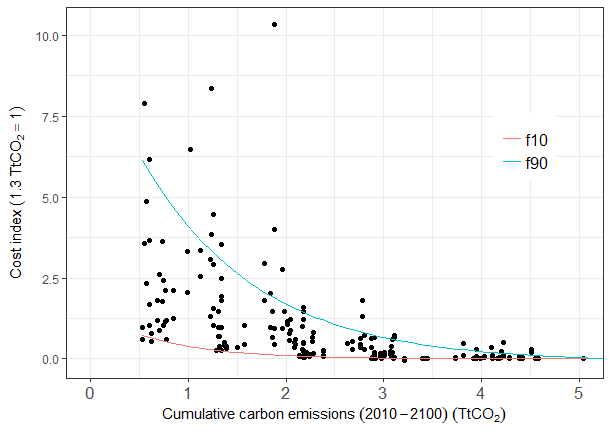 10.0
7.5
5.0
2.5
0.0
Cost index (1.3 TtCO₂ = 1)
f10
f90
0 1 2 3 4 5
Cumulative carbon emissions (2010−2100) (TtCO₂)